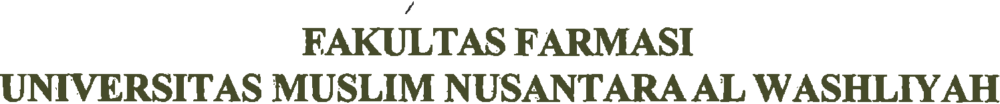 FAKULTAS FARMASI
UNIVERSITAS MUSLIM NUSANTARA AL WASHLIYAH